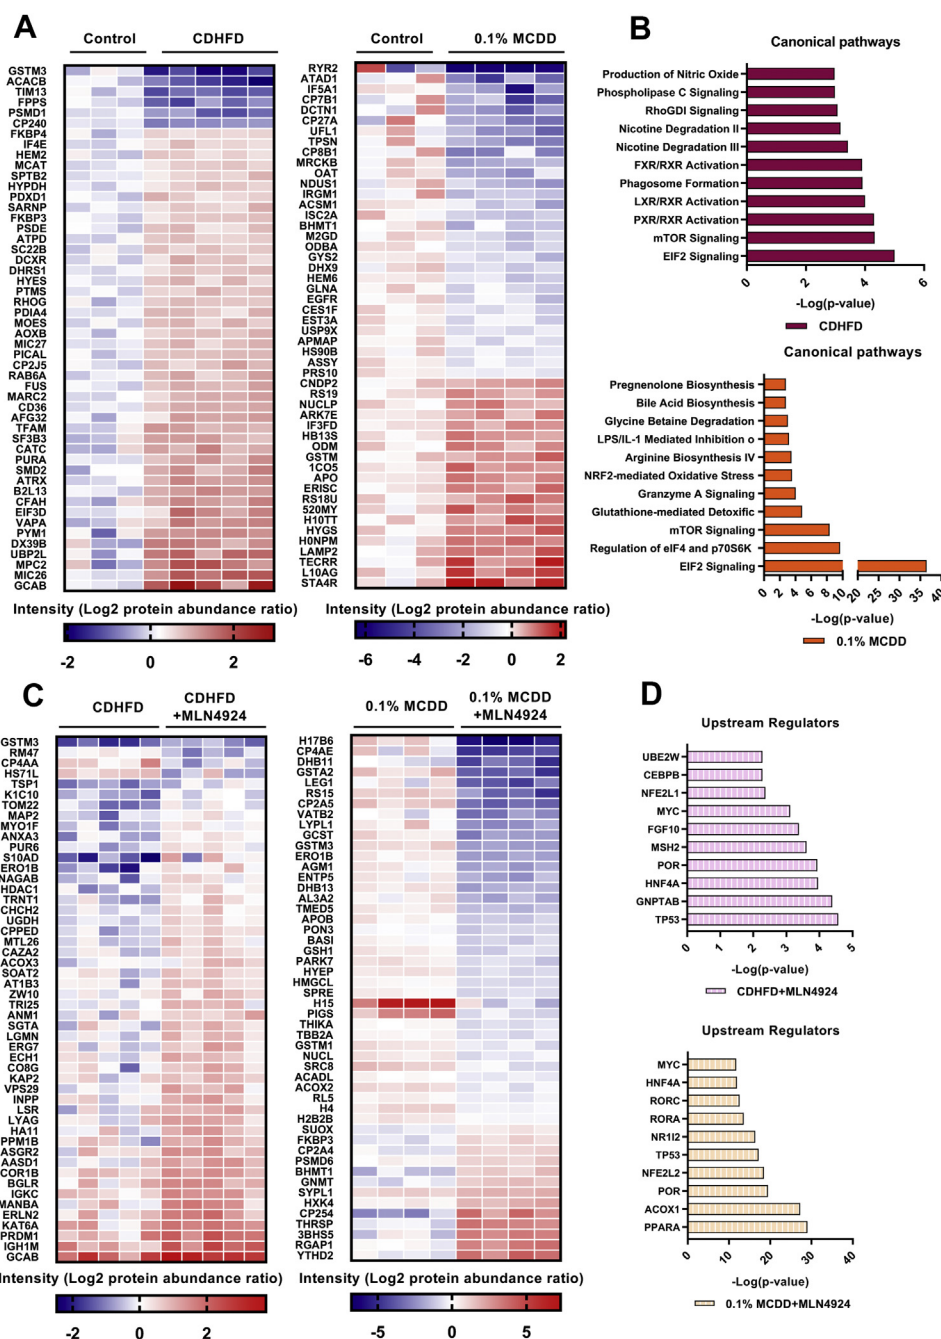 A
Control
CDHFD
GSTM3
ACACB
TIM13
FPPS
PSMD1
CP240
FKBP4
IF4E
HEM2
MCAT
SPTB2
HYPDH
PDXD1
SARNP
FKBP3
PSDE
ATPD
SC22B
DCXR
DHRS1
HYES
PTMS
RHOG
PDIA4
MOES
AOXB
MIC27
PICAL
CP2J5
RAB6A
FUS
MARC2
CD36
AFG32
TFAM
SF3B3
CATC
PURA
SMD2
ATRX
B2L13
CFAH
EIF3D
VAPA
PYM1
DX39B
UBP2L
MPC2
MIC26
GCAB
Intensity (Log2 protein abundance ratio)
-2 0 2
Control
0.1% MCDD
RYR2
ATAD1
IF5A1
CP7B1
DCTN1
CP27A
UFL1
TPSN
CP8B1
MRCKB
OAT
NDUS1
IRGM1
ACSM1
ISC2A
BHMT1
M2GD
ODBA
GYS2
DHX9
HEM6
GLNA
EGFR
CES1F
EST3A
USP9X
APMAP
HS90B
ASSY
PRS10
CNDP2
RS19
NUCLP
ARK7E
IF3FD
HB13S
ODM
GSTM
1CO5
APO
ERISC
RS18U
520MY
H10TT
HYGS
H0NPM
LAMP2
TECRR
L10AG
STA4R
Intensity (Log2 protein abundance ratio)
-6 -4 -2 0 2
B
Canonical pathways
Production of Nitric Oxide
Phospholipase C Signaling
RhoGDI Signaling
Nicotine Degradation II
Nicotine Degradation III
FXR/RXR Activation
Phagosome Formation
LXR/RXR Activation
PXR/RXR Activation
mTOR Signaling
EIF2 Signaling
0 2 4 6
-Log(p-value)
CDHFD
Canonical pathways
Pregnenolone Biosynthesis
Bile Acid Biosynthesis
Glycine Betaine Degradation
LPS/IL-1 Mediated Inhibition o
Arginine Biosynthesis IV
NRF2-mediated Oxidative Stress
Granzyme A Signaling
Glutathione-mediated Detoxific
mTOR Signaling
Regulation of eIF4 and p70S6K
EIF2 Signaling
0 2 4 6 8 10 20 25 30 35 40
-Log(p-value)
0.1% MCDD
C
CDHFD
CDHFD
+MLN4924
GSTM3
RM47
CP4AA
HS71L
TSP1
K1C10
TOM22
MAP2
MYO1F
ANXA3
PUR6
S10AD
ERO1B
NAGAB
HDAC1
TRNT1
CHCH2
UGDH
CPPED
MTL26
CAZA2
ACOX3
SOAT2
AT1B3
ZW10
TRI25
ANM1
SGTA
LGMN
ERG7
ECH1
CO8G
KAP2
VPS29
INPP
LSR
LYAG
HA11
PPM1B
ASGR2
AASD1
COR1B
BGLR
IGKC
MANBA
ERLN2
KAT6A
PRDM1
IGH1M
GCAB
Intensity (Log2 protein abundance ratio)
-2 0 2
0.1% MCDD
0.1% MCDD
+MLN4924
H17B6
CP4AE
DHB11
GSTA2
LEG1
RS15
CP2A5
VATB2
LYPL1
GCST
GSTM3
ERO1B
AGM1
ENTP5
DHB13
AL3A2
TMED5
APOB
PON3
BASI
GSH1
PARK7
HYEP
HMGCL
SPRE
H15
PIGS
THIKA
TBB2A
GSTM1
NUCL
SRC8
ACADL
ACOX2
RL5
H4
H2B2B
SUOX
FKBP3
CP2A4
PSMD6
BHMT1
GNMT
SYPL1
HXK4
CP254
THRSP
3BHS5
RGAP1
YTHD2
Intensity (Log2 protein abundance ratio)
-5 0 5
D
Upstream Regulators
UBE2W
CEBPB
NFE2L1
MYC
FGF10
MSH2
POR
HNF4A
GNPTAB
TP53
0 1 2 3 4 5
-Log(p-value)
CDHFD+MLN4924
Upstream Regulators
MYC
HNF4A
RORC
RORA
NR1I2
TP53
NFE2L2
POR
ACOX1
PPARA
0 10 20 30 40
-Log(p-value)
0.1% MCDD+MLN4924